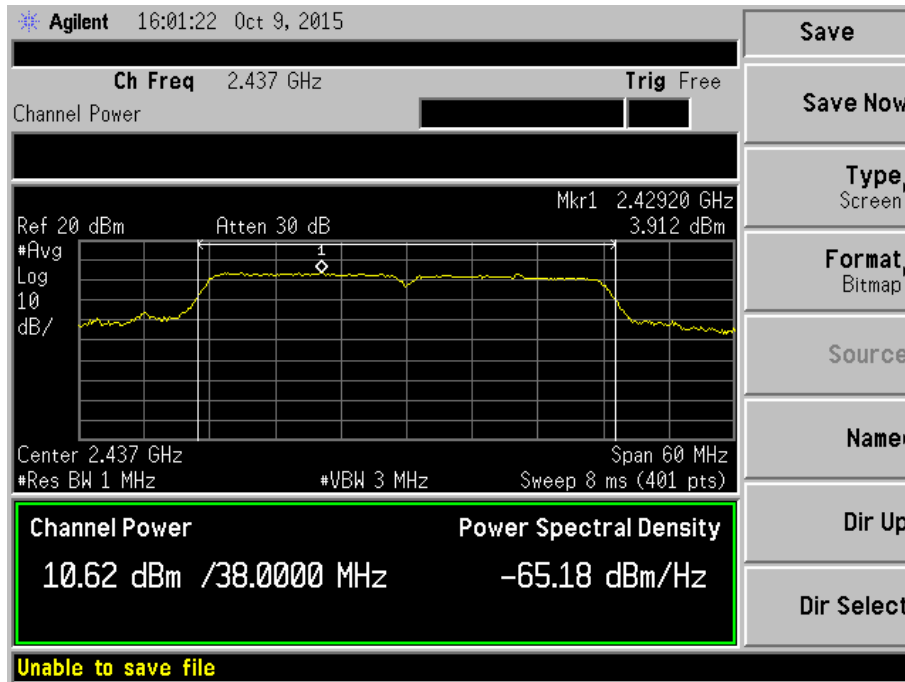 Agilent 16:01:22 Oct 9, 2015
Save
Ch Freq 2.437 GHz Trig Free
Channel Power
Save Now
Type
Screen
Mkr1 2.42920 GHz
Ref 20 dBm Atten 30 dB 3.912 dBm
#Avg
Log
10
dB/
1
Format
Bitmap
Source
Name
Center 2.437 GHz Span 60 MHz
#Res BW 1 MHz #VBW 3 MHz Sweep 8 ms (401 pts)
Dir Up
Channel Power Power Spectral Density
10.62 dBm /38.0000 MHz -65.18 dBm/Hz
Dir Select
Unable to save file